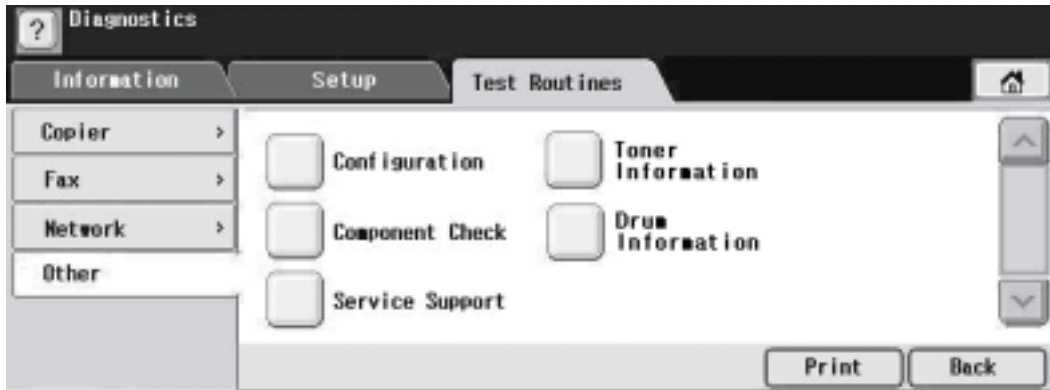 ? Diagnostics
Information Setup Test Routines
Copier >
Fax >
Network >
Other
Configuration
Toner
Information
Component Check
Drum
Information
Service Support
Print Back